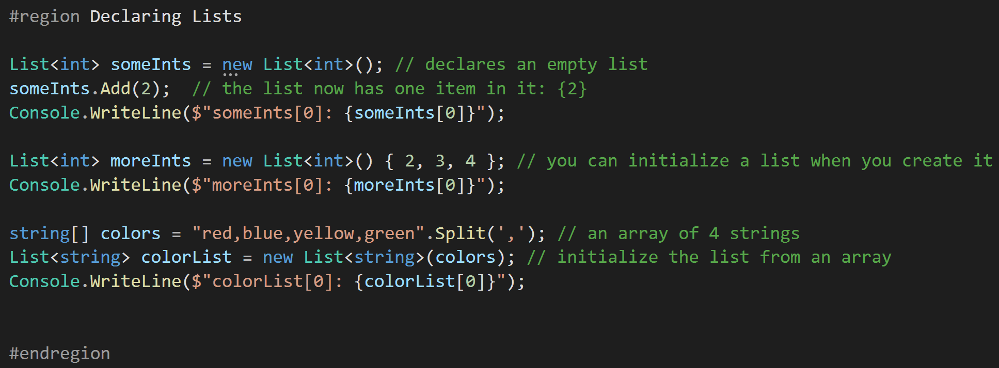 #region Declaring Lists
List<int> someInts = new List<int>(); // declares an empty list
someInts.Add(2);  // the list now has one item in it: {2}
Console.WriteLine($"someInts[0]: {someInts[0]}");
List<int> moreInts = new List<int>() { 2, 3, 4 }; // you can initialize a list when you create it
Console.WriteLine($"moreInts[0]: {moreInts[0]}");
string[] colors = "red,blue,yellow,green".Split(','); // an array of 4 strings
List<string> colorList = new List<string>(colors); // initialize the list from an array
Console.WriteLine($"colorList[0]: {colorList[0]}");
#endregion